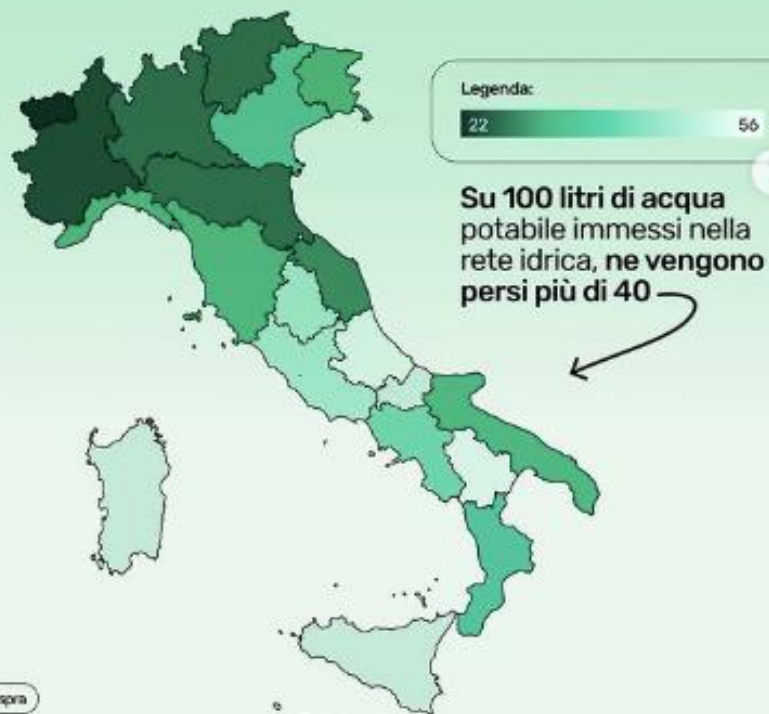 Legenda:
22 56
Su 100 litri di acqua
potabile immessi nella
rete idrica, ne vengono
persi più di 40
spra